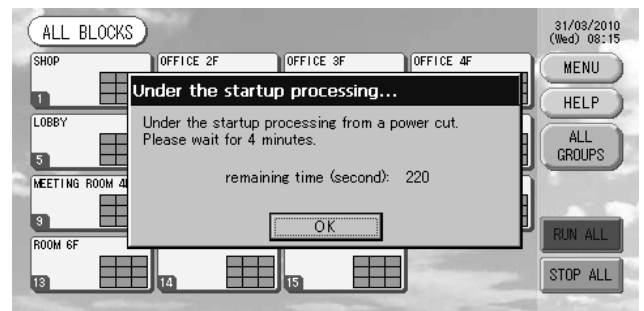 ALL BLOCKS
31/03/2010
(Wed) 08:15
SHOP
OFFICE 2F
OFFICE 3F
OFFICE 4F
MENU
1
Under the startup processing...
HELP
LOBBY
Under the startup processing from a power cut.
Please wait for 4 minutes.
ALL
GROUPS
5
remaining time (second): 220
MEETING ROOM 4
9
OK
RUN ALL
ROOM 6F
13
14
15
STOP ALL